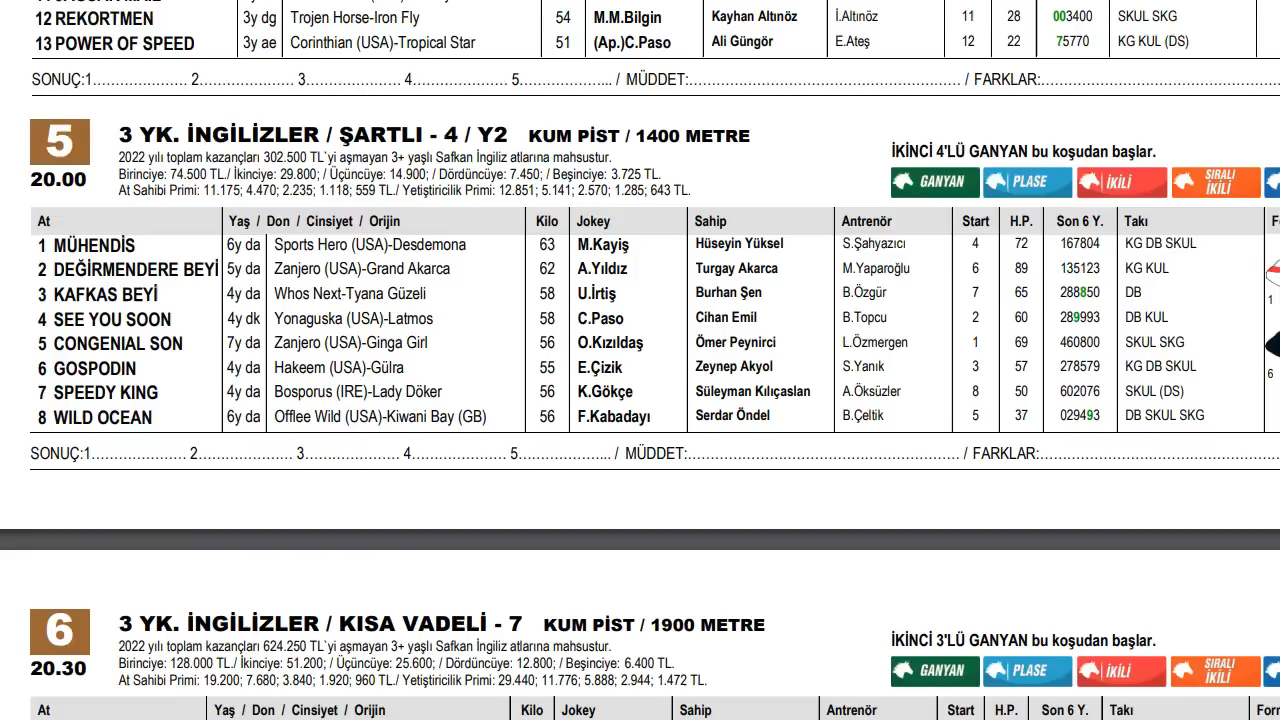 12 REKORTMEN 3y dg Trojen Horse-Iron Fly 54 M.M.Bilgin Kayhan Altınöz İ.Altınöz 11 28 003400 SKUL SKG
13 POWER OF SPEED 3y ae Corinthian (USA)-Tropical Star 51 (Ap.)C.Paso Ali Güngör E.Ateş 12 22 75770 KG KUL (DS)
SONUÇ:1........................ 2........................ 3........................ 4........................ 5........................ / MÜDDET:............................................................ / FARKLAR:............................................................
5 3 YK. İNGİLİZLER / ŞARTLI - 4 / Y2 KUM PİST / 1400 METRE
20.00
2022 yılı toplam kazançları 302.500 TL'yi aşmayan 3+ yaşlı Safkan İngiliz atlarına mahsustur.
Birinciye: 74.500 TL./ İkinciye: 29.800; / Üçüncüye: 14.900; / Dördüncüye: 7.450; / Beşinciye: 3.725 TL.
At Sahibi Primi: 11.175; 4.470; 2.235; 1.118; 559 TL./ Yetiştiricilik Primi: 12.851; 5.141; 2.570; 1.285; 643 TL.
İKİNCİ 4'LÜ GANYAN bu koşudan başlar.
GANYAN PLASE İKİLİ SIRALI İKİLİ
At Yaş / Don / Cinsiyet / Orijin Kilo Jokey Sahip Antrenör Start H.P. Son 6 Y. Takı
1 MÜHENDİS 6y da Sports Hero (USA)-Desdemona 63 M.Kayiş Hüseyin Yüksel S.Şahyazıcı 4 72 167804 KG DB SKUL
2 DEĞİRMENDERE BEYİ 5y da Zanjero (USA)-Grand Akarca 62 A.Yıldız Turgay Akarca M.Yaparoğlu 6 89 135123 KG KUL
3 KAFKAS BEYİ 4y da Whos Next-Tyana Güzeli 58 U.İrtiş Burhan Şen B.Özgür 7 65 288850 DB
1
4 SEE YOU SOON 4y dk Yonaguska (USA)-Latmos 58 C.Paso Cihan Emil B.Topcu 2 60 289993 DB KUL
5 CONGENIAL SON 7y da Zanjero (USA)-Ginga Girl 56 O.Kızıldaş Ömer Peynirci L.Özmergen 1 69 460800 SKUL SKG
6 GOSPODIN 4y da Hakeem (USA)-Gülra 55 E.Çizik Zeynep Akyol S.Yanık 3 57 278579 KG DB SKUL
6
7 SPEEDY KING 4y da Bosporus (IRE)-Lady Döker 56 K.Gökçe Süleyman Kılıçaslan A.Öksüzler 8 50 602076 SKUL (DS)
8 WILD OCEAN 6y da Offlee Wild (USA)-Kiwani Bay (GB) 56 F.Kabadayı Serdar Öndel B.Çeltik 5 37 029493 DB SKUL SKG
SONUÇ:1........................ 2........................ 3........................ 4........................ 5........................ / MÜDDET:............................................................ / FARKLAR:............................................................
6 3 YK. İNGİLİZLER / KISA VADELİ - 7 KUM PİST / 1900 METRE
20.30
2022 yılı toplam kazançları 624.250 TL'yi aşmayan 3+ yaşlı Safkan İngiliz atlarına mahsustur.
Birinciye: 128.000 TL./ İkinciye: 51.200; / Üçüncüye: 25.600; / Dördüncüye: 12.800; / Beşinciye: 6.400 TL.
At Sahibi Primi: 19.200; 7.680; 3.840; 1.920; 960 TL./ Yetiştiricilik Primi: 29.440; 11.776; 5.888; 2.944; 1.472 TL.
İKİNCİ 3'LÜ GANYAN bu koşudan başlar.
GANYAN PLASE İKİLİ SIRALI İKİLİ
At Yaş / Don / Cinsiyet / Orijin Kilo Jokey Sahip Antrenör Start H.P. Son 6 Y. Takı